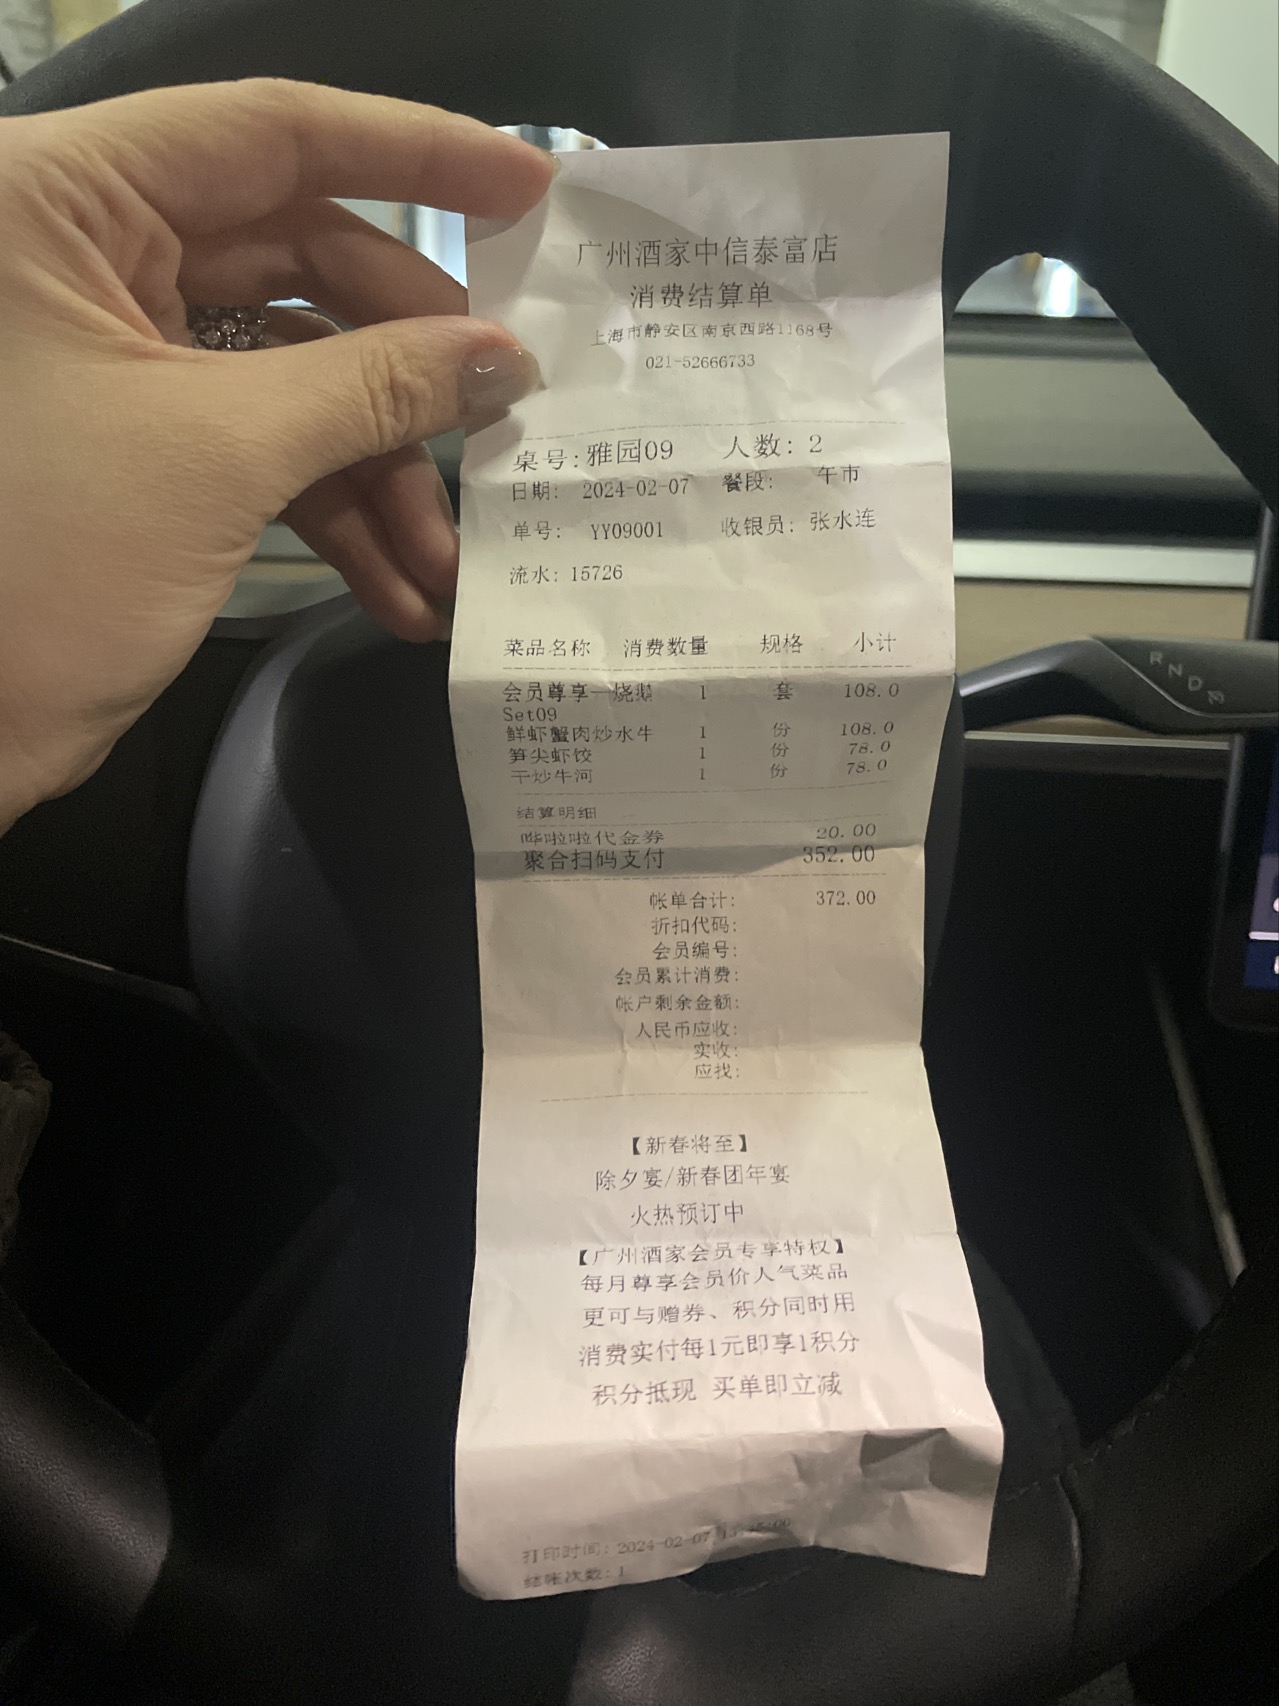 广州酒家中信泰富店
消费结算单
上海市静安区南京西路1168号
021-52666733
桌号: 雅园09 人数: 2
日期: 2024-02-07 餐段: 午市
单号: YY09001 收银员: 张水连
流水: 15726
菜品名称 消费数量 规格 小计
会员尊享一烧鹅 1 套 108.0
Set09
鲜虾蟹肉炒水牛 1 份 108.0
笋尖虾饺 1 份 78.0
干炒牛河 1 份 78.0
结算明细
哗啦啦代金券 20.00
聚合扫码支付 352.00
帐单合计: 372.00
折扣代码:
会员编号:
会员累计消费:
帐户剩余金额:
人民币应收:
实收:
应找:
【新春将至】
除夕宴/新春团年宴
火热预订中
【广州酒家会员专享特权】
每月尊享会员价人气菜品
更可与赠券、积分同时用
消费实付每1元即享1积分
积分抵现 买单即立减
打印时间: 2024-02-07
结帐次数: 1
R N D